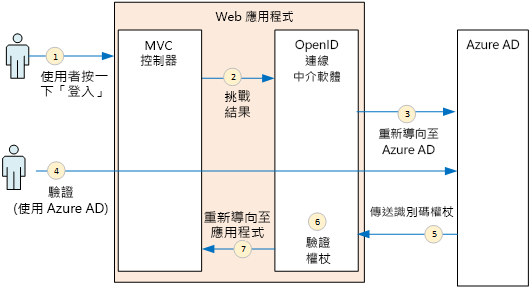 Web 應用程式
MVC
控制器
OpenID
連線
中介軟體
Azure AD
1
使用者按一
下「登入」
2
挑戰
結果
3
重新導向至
Azure AD
4
驗證
(使用 Azure AD)
傳送識別碼權杖
5
6
驗證
權杖
重新導向至
應用程式
7